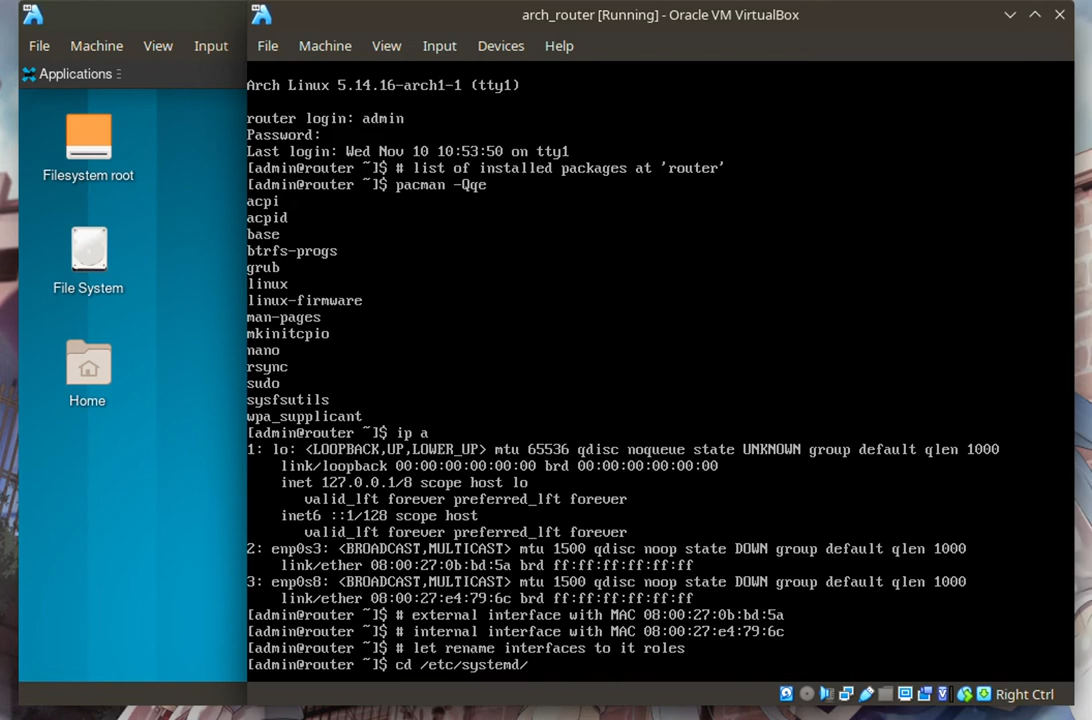 arch_router [Running] - Oracle VM VirtualBox
File Machine View Input
File Machine View Input Devices Help
Applications
Filesystem root
File System
Home
Arch Linux 5.14.16-arch1-1 (tty1)
router login: admin
Password:
Last login: Wed Nov 10 10:53:50 on tty1
[admin@router ~]$ # list of installed packages at 'router'
[admin@router ~]$ pacman -Qqe
acpi
acpid
base
btrfs-progs
grub
linux
linux-firmware
man-pages
mkinitcpio
nano
rsync
sudo
sysfsutils
wpa_supplicant
[admin@router ~]$ ip a
1: lo: <LOOPBACK,UP,LOWER_UP> mtu 65536 qdisc noqueue state UNKNOWN group default qlen 1000
link/loopback 00:00:00:00:00:00 brd 00:00:00:00:00:00
inet 127.0.0.1/8 scope host lo
valid_lft forever preferred_lft forever
inet6 ::1/128 scope host
valid_lft forever preferred_lft forever
2: enp0s3: <BROADCAST,MULTICAST> mtu 1500 qdisc noop state DOWN group default qlen 1000
link/ether 08:00:27:0b:bd:5a brd ff:ff:ff:ff:ff:ff
3: enp0s8: <BROADCAST,MULTICAST> mtu 1500 qdisc noop state DOWN group default qlen 1000
link/ether 08:00:27:e4:79:6c brd ff:ff:ff:ff:ff:ff
[admin@router ~]$ # external interface with MAC 08:00:27:0b:bd:5a
[admin@router ~]$ # internal interface with MAC 08:00:27:e4:79:6c
[admin@router ~]$ # let rename interfaces to it roles
[admin@router ~]$ cd /etc/systemd/
Right Ctrl